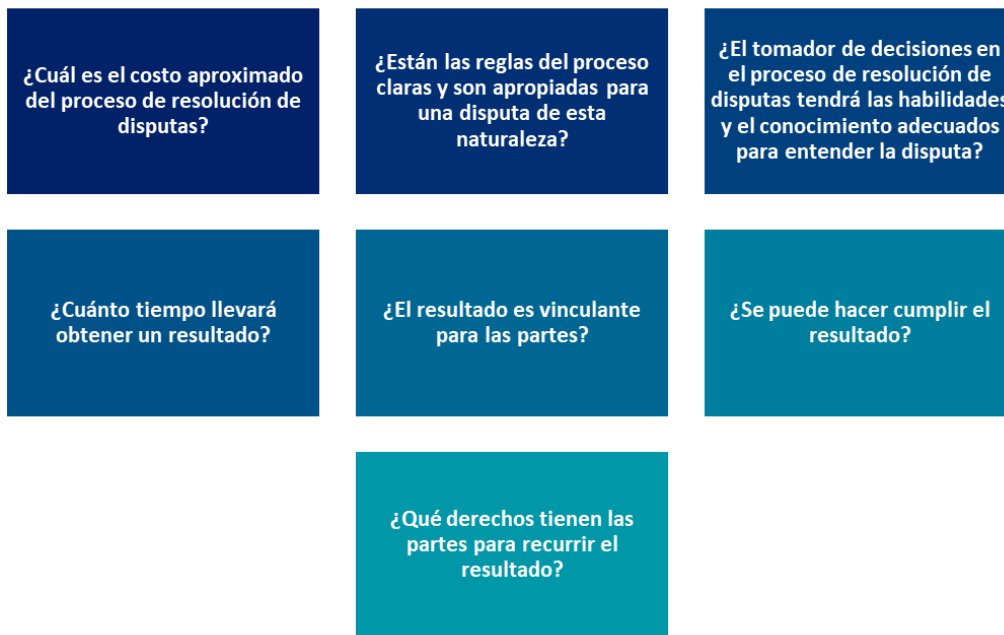 ¿Cuál es el costo aproximado
del proceso de resolución de
disputas?
¿Están las reglas del proceso
claras y son apropiadas para
una disputa de esta
naturaleza?
¿El tomador de decisiones en
el proceso de resolución de
disputas tendrá las habilidades
y el conocimiento adecuados
para entender la disputa?
¿Cuánto tiempo llevará
obtener un resultado?
¿El resultado es vinculante
para las partes?
¿Se puede hacer cumplir el
resultado?
¿Qué derechos tienen las
partes para recurrir el
resultado?